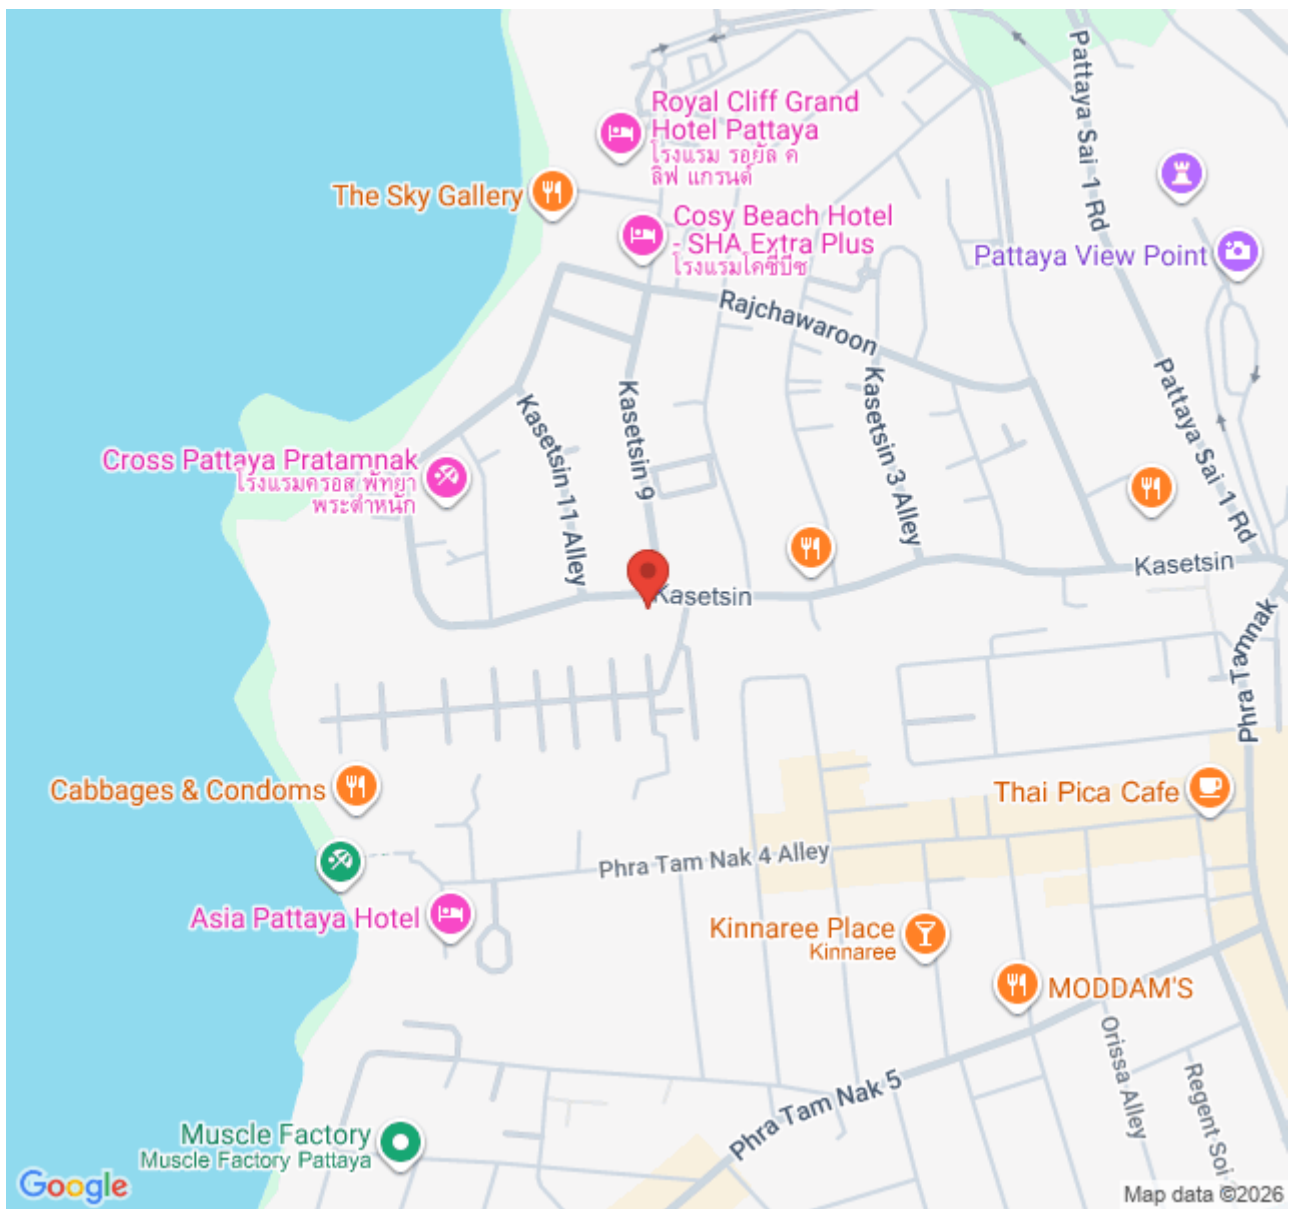 Pattaya Sai 1 Rd
Royal Cliff Grand
Hotel Pattaya
โรงแรม รอยัล ค
ลิฟ แกรนด์
The Sky Gallery
Cosy Beach Hotel
- SHA Extra Plus
โรงแรมโคซี่บีช
Pattaya View Point
Rajchawaroon
Kasetsin 11 Alley
Kasetsin 9
Kasetsin 3 Alley
Pattaya Sai 1 Rd
Cross Pattaya Pratamnak
โรงแรมครอส พัทยา
พระตำหนัก
Kasetsin
Kasetsin
Phra Tamnak
Cabbages & Condoms
Thai Pica Cafe
Phra Tam Nak 4 Alley
Asia Pattaya Hotel
Kinnaree Place
Kinnaree
MODDAM'S
Orissa Alley
Phra Tam Nak 5
Regent Soi
Muscle Factory
Muscle Factory Pattaya
Google
Map data ©2026